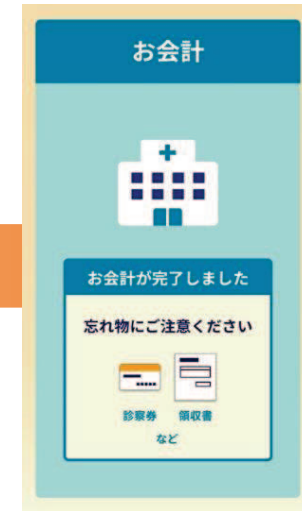 お会計
お会計が完了しました
忘れ物にご注意ください
診察券 領収書
など